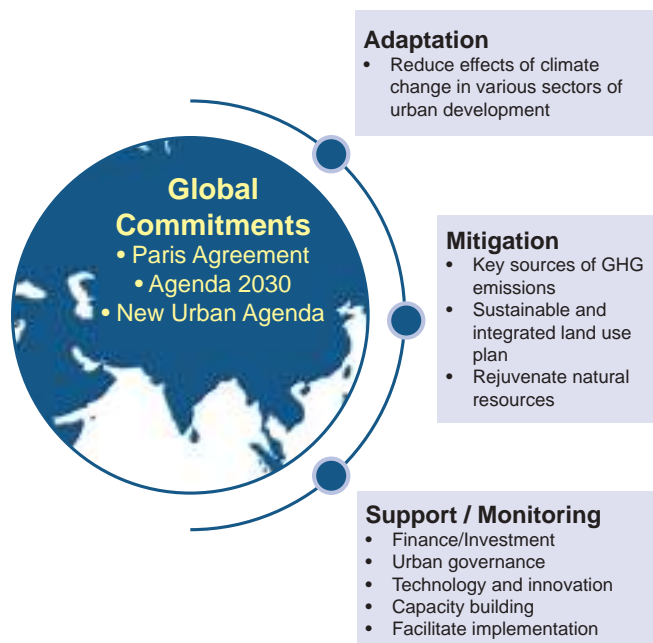 Adaptation
• Reduce effects of climate
change in various sectors of
urban development
Global
Commitments
• Paris Agreement
• Agenda 2030
• New Urban Agenda
Mitigation
• Key sources of GHG
emissions
• Sustainable and
integrated land use
plan
• Rejuvenate natural
resources
Support / Monitoring
• Finance/Investment
• Urban governance
• Technology and innovation
• Capacity building
• Facilitate implementation